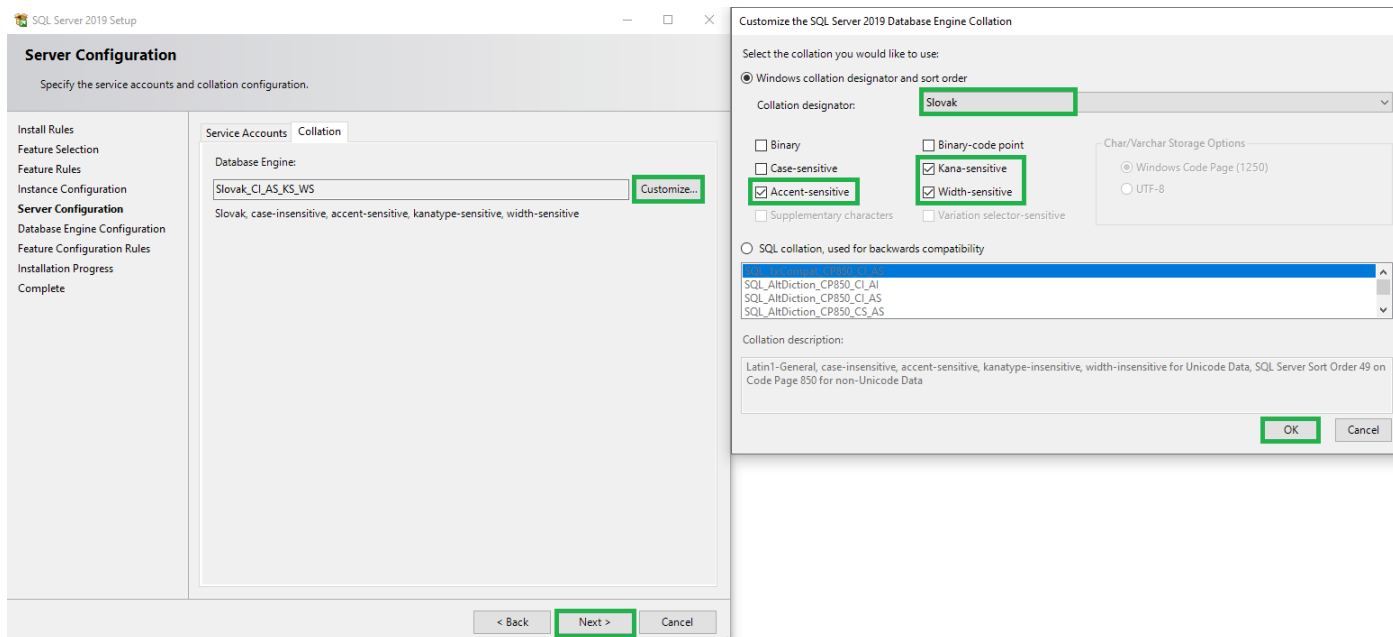 SQL Server 2019 Setup
Server Configuration
Specify the service accounts and collation configuration.
Install Rules
Feature Selection
Feature Rules
Instance Configuration
Server Configuration
Database Engine Configuration
Feature Configuration Rules
Installation Progress
Complete
Service Accounts Collation
Database Engine:
Slovak_CI_AS_KS_WS
Customize...
Slovak, case-insensitive, accent-sensitive, kanatype-sensitive, width-sensitive
< Back Next > Cancel
Customize the SQL Server 2019 Database Engine Collation
Select the collation you would like to use:
Windows collation designator and sort order
Collation designator: Slovak
Binary Binary-code point
Case-sensitive Kana-sensitive
Accent-sensitive Width-sensitive
Supplementary characters Variation selector-sensitive
Char/Varchar Storage Options
Windows Code Page (1250)
UTF-8
SQL collation, used for backwards compatibility
SQL_1xCompat_CP850_CI_AS
SQL_AltDiction_CP850_CI_AI
SQL_AltDiction_CP850_CI_AS
SQL_AltDiction_CP850_CS_AS
Collation description:
Latin1-General, case-insensitive, accent-sensitive, kanatype-insensitive, width-insensitive for Unicode Data, SQL Server Sort Order 49 on
Code Page 850 for non-Unicode Data
OK Cancel